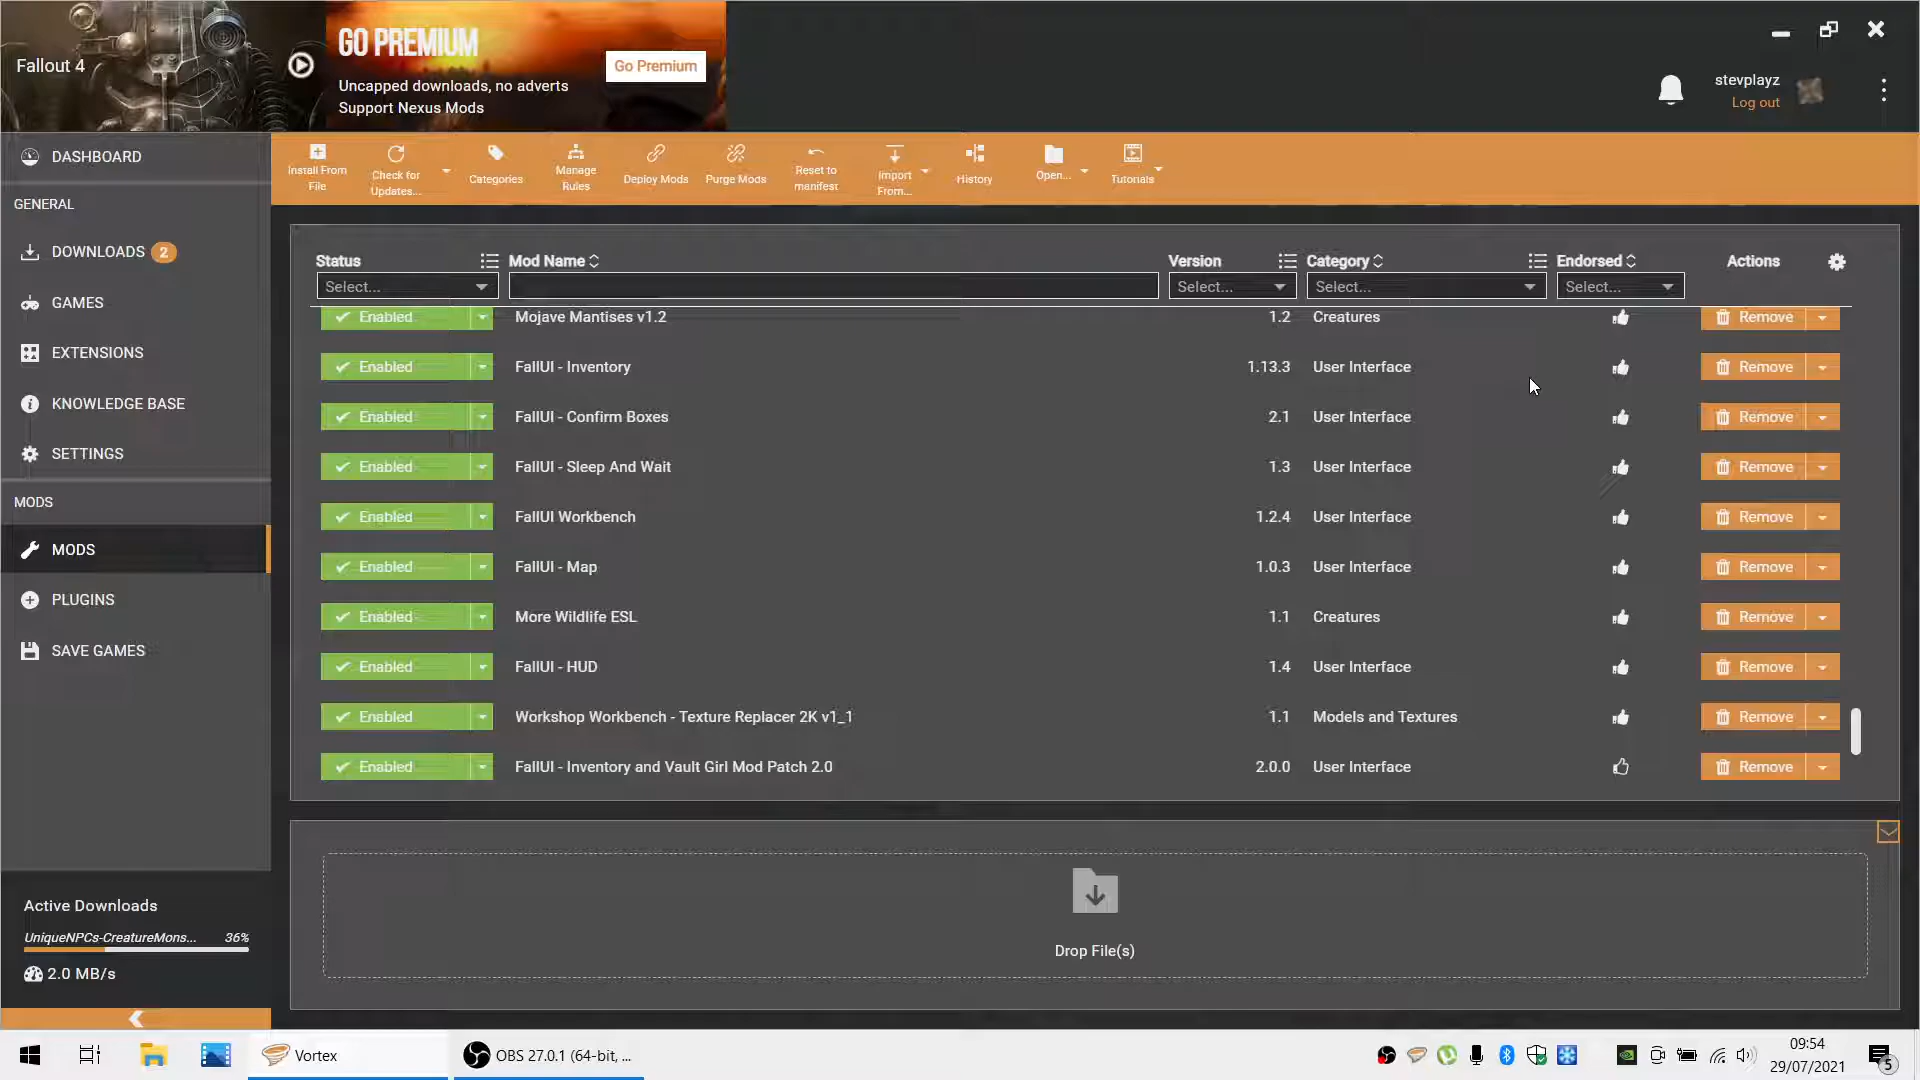 Fallout 4
GO PREMIUM
Uncapped downloads, no adverts
Support Nexus Mods
Go Premium
stevplayz
Log out
DASHBOARD
GENERAL
DOWNLOADS 2
GAMES
EXTENSIONS
KNOWLEDGE BASE
SETTINGS
MODS
MODS
PLUGINS
SAVE GAMES
Active Downloads
UniqueNPCs-CreatureMons... 36%
2.0 MB/s
Install From
File
Check for
Updates...
Categories
Manage
Rules
Deploy Mods
Purge Mods
Reset to
manifest
Import
From...
History
Open...
Tutorials
Status Mod Name Version Category Endorsed Actions
Select... Select... Select... Select...
Enabled Mojave Mantises v1.2 1.2 Creatures Remove
Enabled FallUI - Inventory 1.13.3 User Interface Remove
Enabled FallUI - Confirm Boxes 2.1 User Interface Remove
Enabled FallUI - Sleep And Wait 1.3 User Interface Remove
Enabled FallUI Workbench 1.2.4 User Interface Remove
Enabled FallUI - Map 1.0.3 User Interface Remove
Enabled More Wildlife ESL 1.1 Creatures Remove
Enabled FallUI - HUD 1.4 User Interface Remove
Enabled Workshop Workbench - Texture Replacer 2K v1_1 1.1 Models and Textures Remove
Enabled FallUI - Inventory and Vault Girl Mod Patch 2.0 2.0.0 User Interface Remove
Drop File(s)
Vortex
OBS 27.0.1 (64-bit, ...
09:54
29/07/2021
5